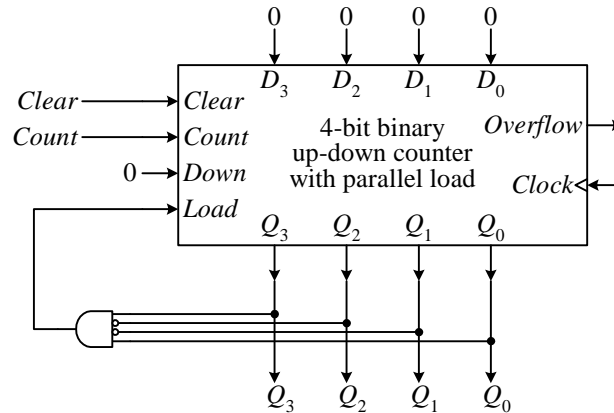 0 0 0 0
D3 D2 D1 D0
Clear Clear
Count Count
0 Down
Load
4-bit binary
up-down counter
with parallel load
Overflow
Clock
Q3 Q2 Q1 Q0
Q3 Q2 Q1 Q0